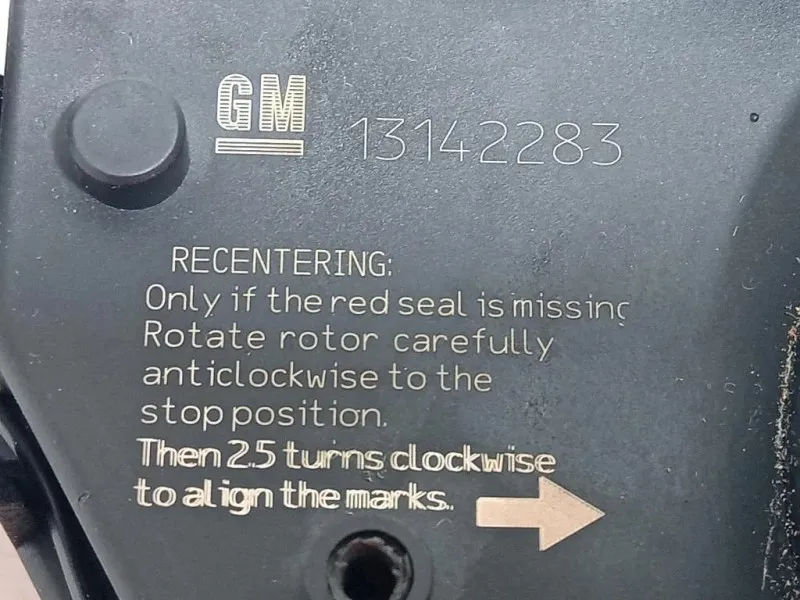 GM 13142283
RECENTERING:
Only if the red seal is missing
Rotate rotor carefully
anticlockwise to the
stop position.
Then 2.5 turns clockwise
to align the marks.